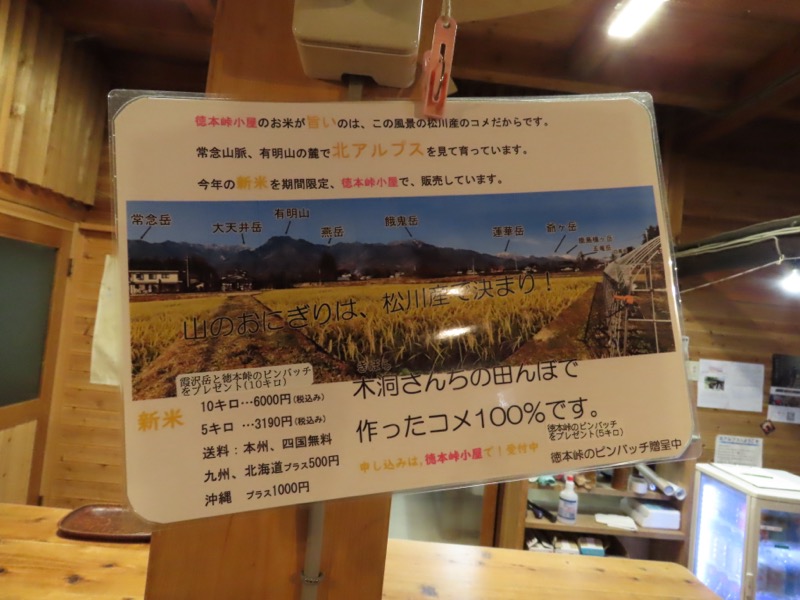 徳本峠小屋のお米が旨いのは、この風景の松川産のコメだからです。
常念山脈、有明山の麓で北アルプスを見て育っています。
今年の新米を期間限定、徳本峠小屋で、販売しています。
常念岳
大天井岳
有明山
燕岳
餓鬼岳
蓮華岳
爺ヶ岳
鹿島槍ヶ岳
五竜岳
山のおにぎりは、松川産で決まり！
霞沢岳と徳本峠のピンバッチ
をプレゼント(10キロ)
新米
10キロ…6000円(税込み)
5キロ …3190円(税込み)
送料：本州、四国無料
九州、北海道プラス500円
沖縄 プラス1000円
木洞さんちの田んぼで
作ったコメ100%です。
徳本峠のピンバッチ
をプレゼント(5キロ)
申し込みは，徳本峠小屋で！受付中
徳本峠のピンバッチ贈呈中